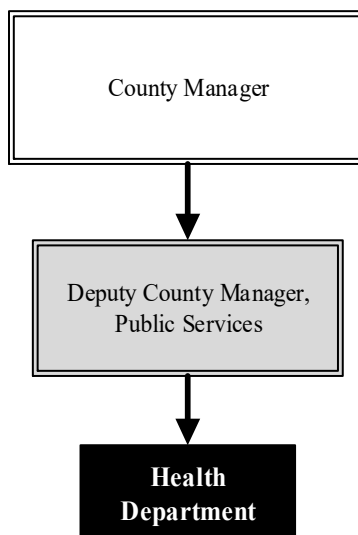 County Manager
Deputy County Manager,
Public Services
Health
Department